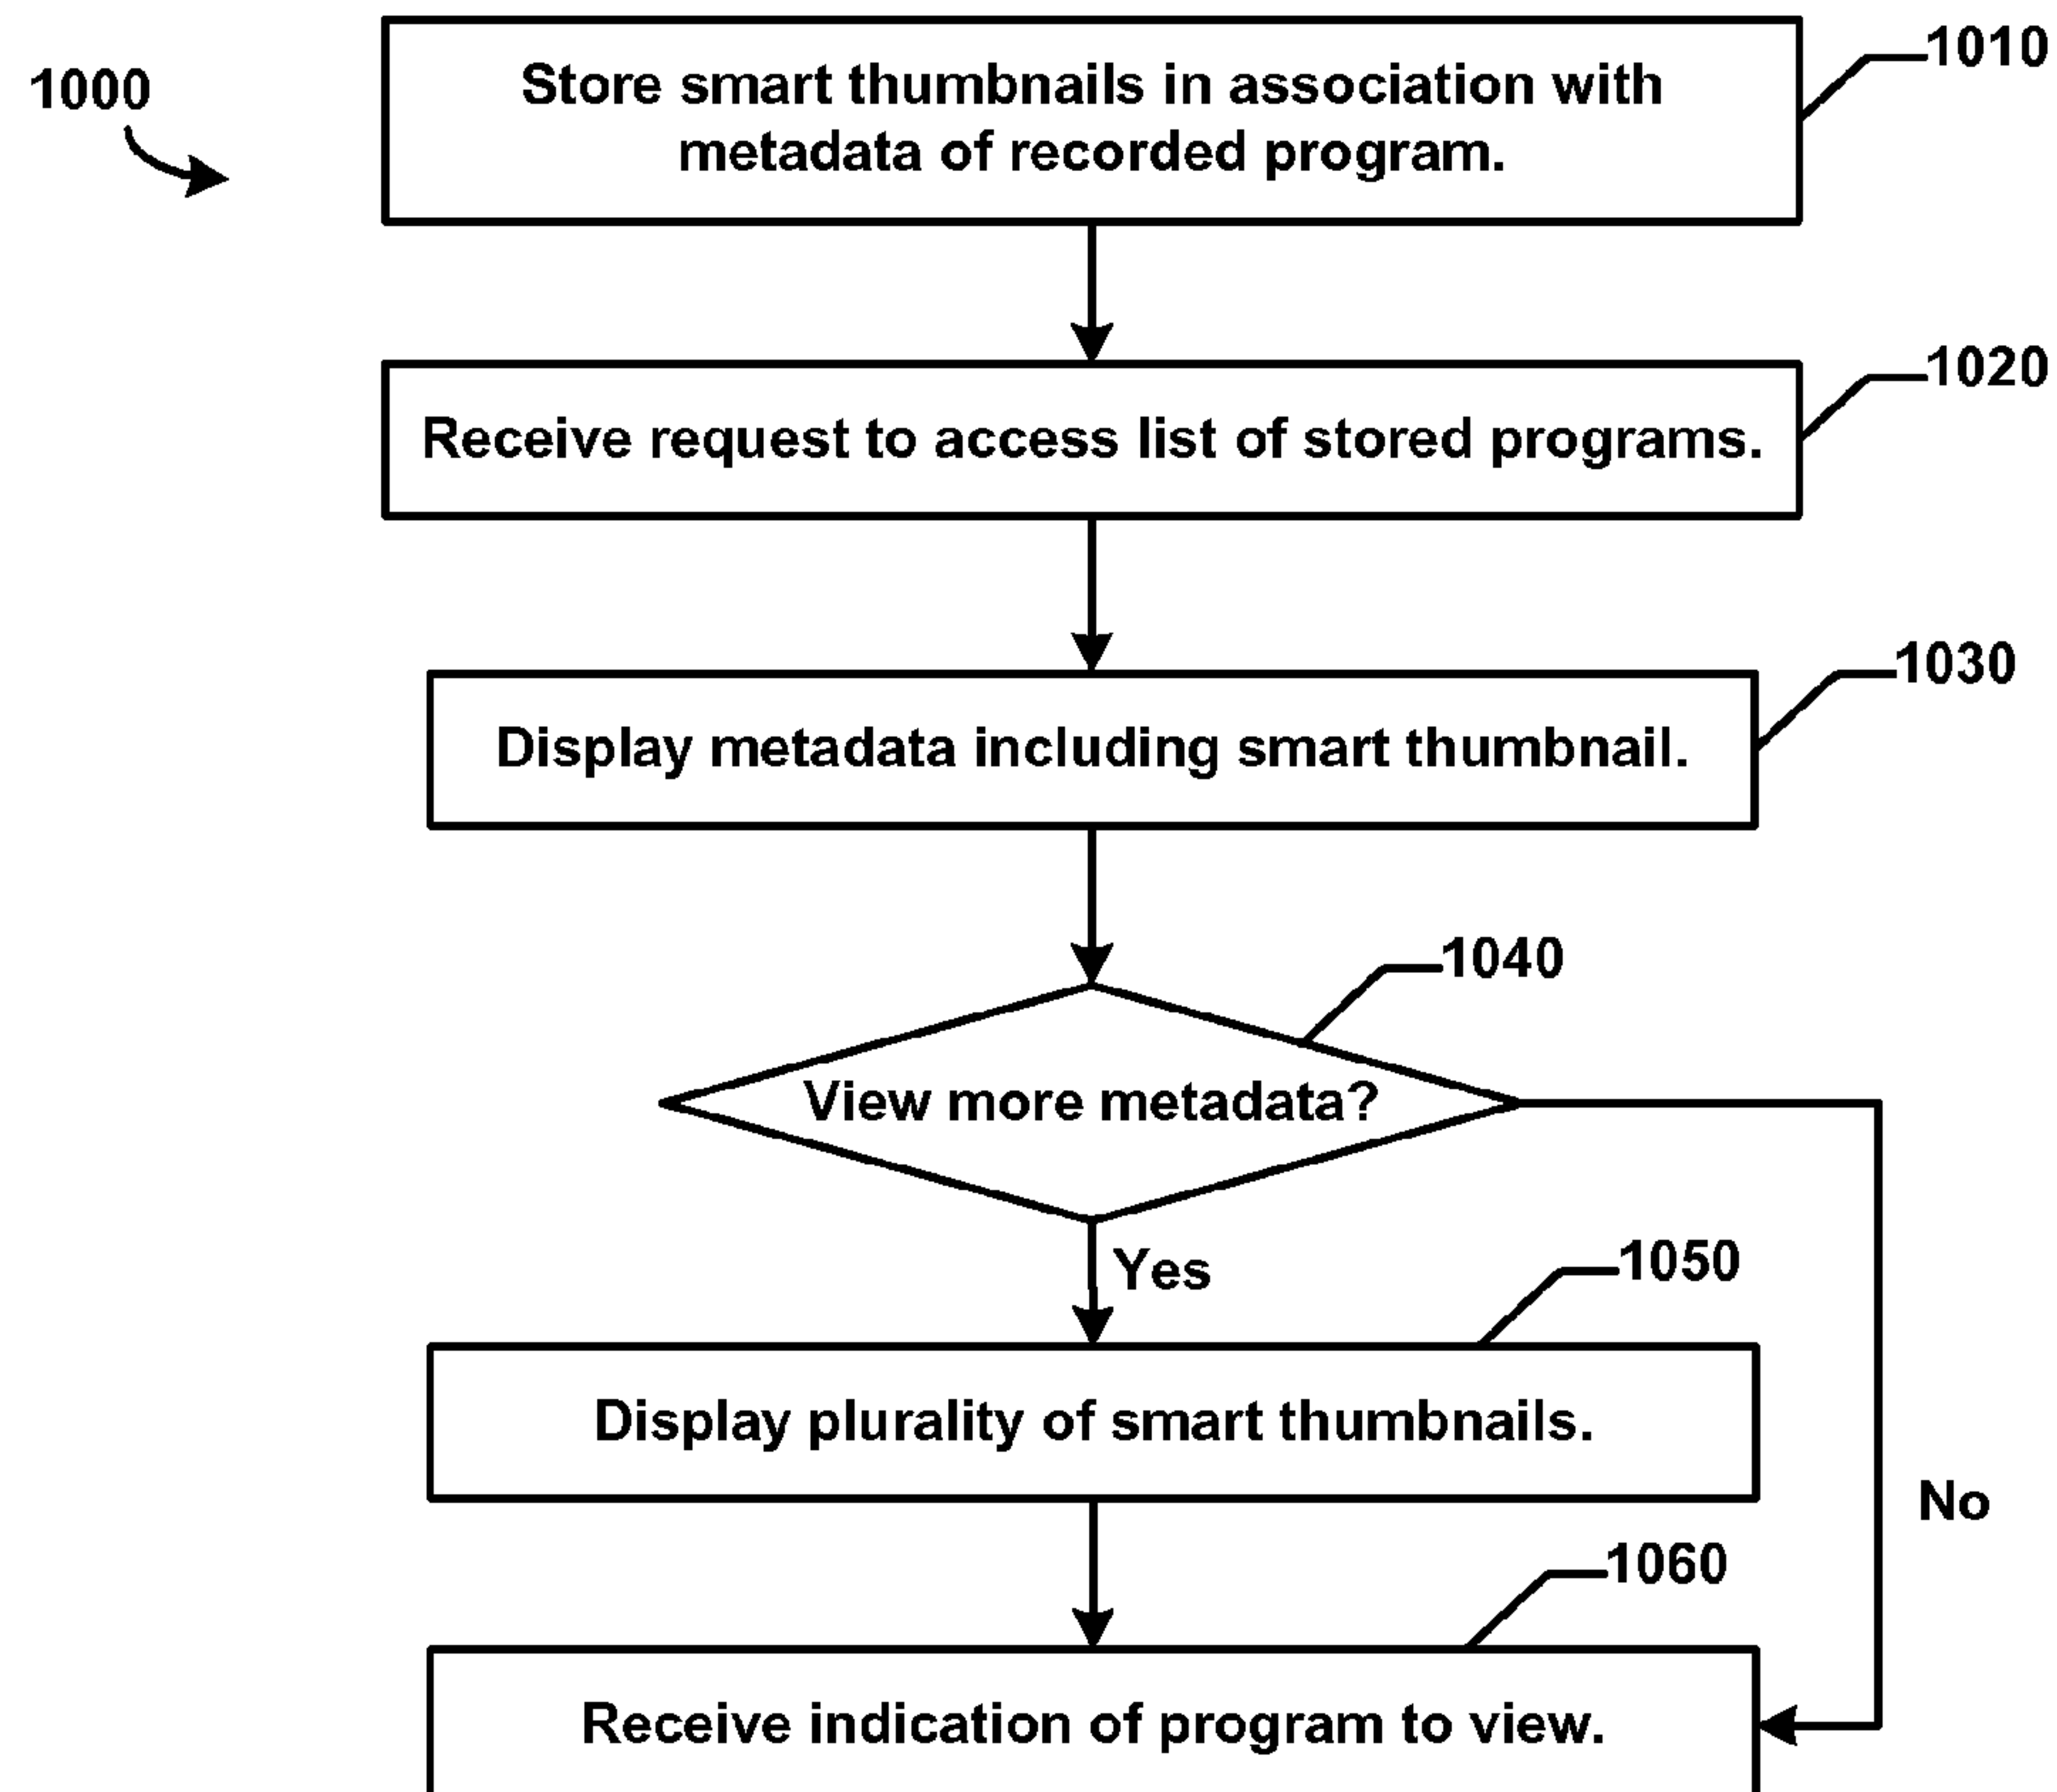 1000
1010
Store smart thumbnails in association with
metadata of recorded program.
1020
Receive request to access list of stored programs.
1030
Display metadata including smart thumbnail.
1040
View more metadata?
Yes
1050
Display plurality of smart thumbnails.
No
1060
Receive indication of program to view.